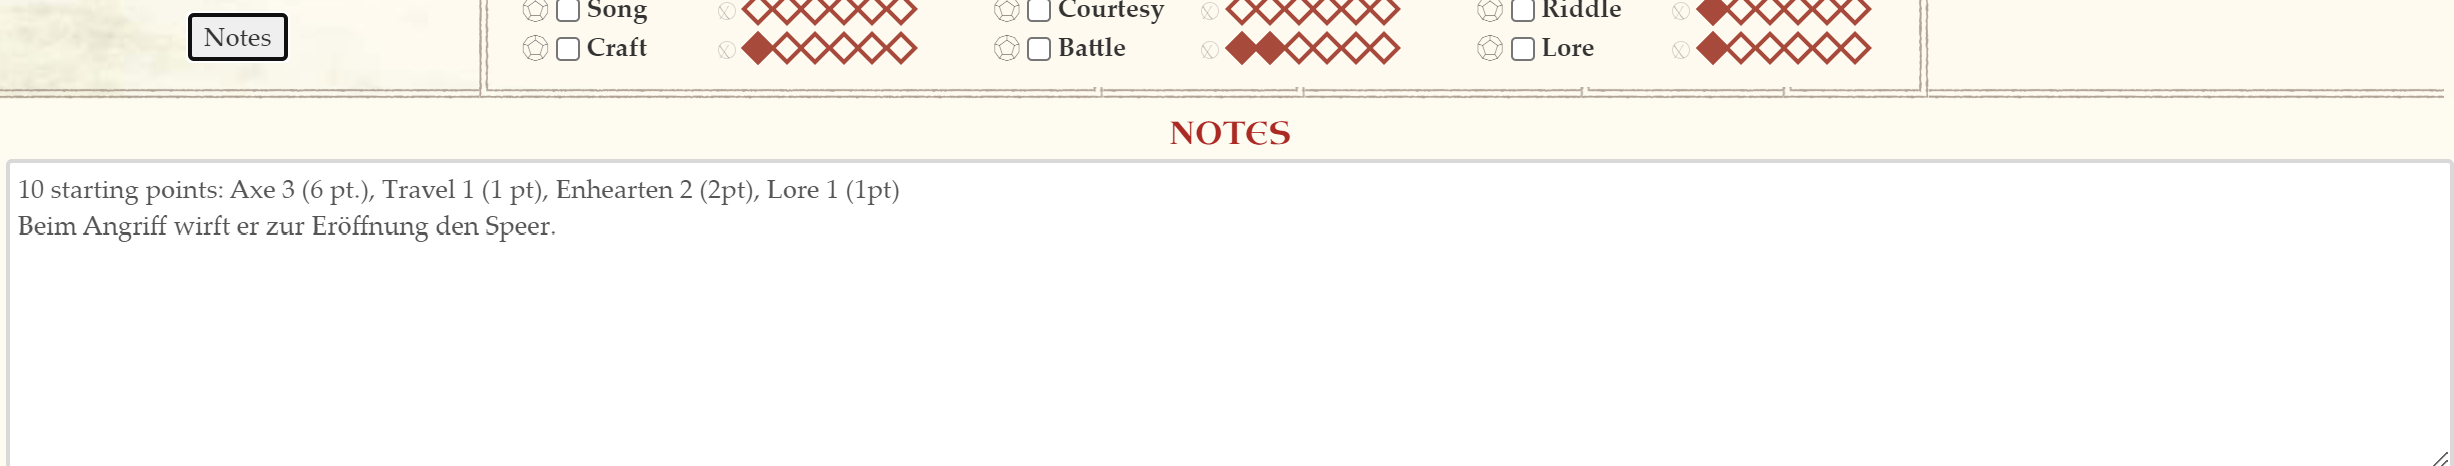 Song Courtesy Riddle
Notes
Craft Battle Lore
NOTES
10 starting points: Axe 3 (6 pt.), Travel 1 (1 pt), Enhearten 2 (2pt), Lore 1 (1pt)
Beim Angriff wirft er zur Eröffnung den Speer.